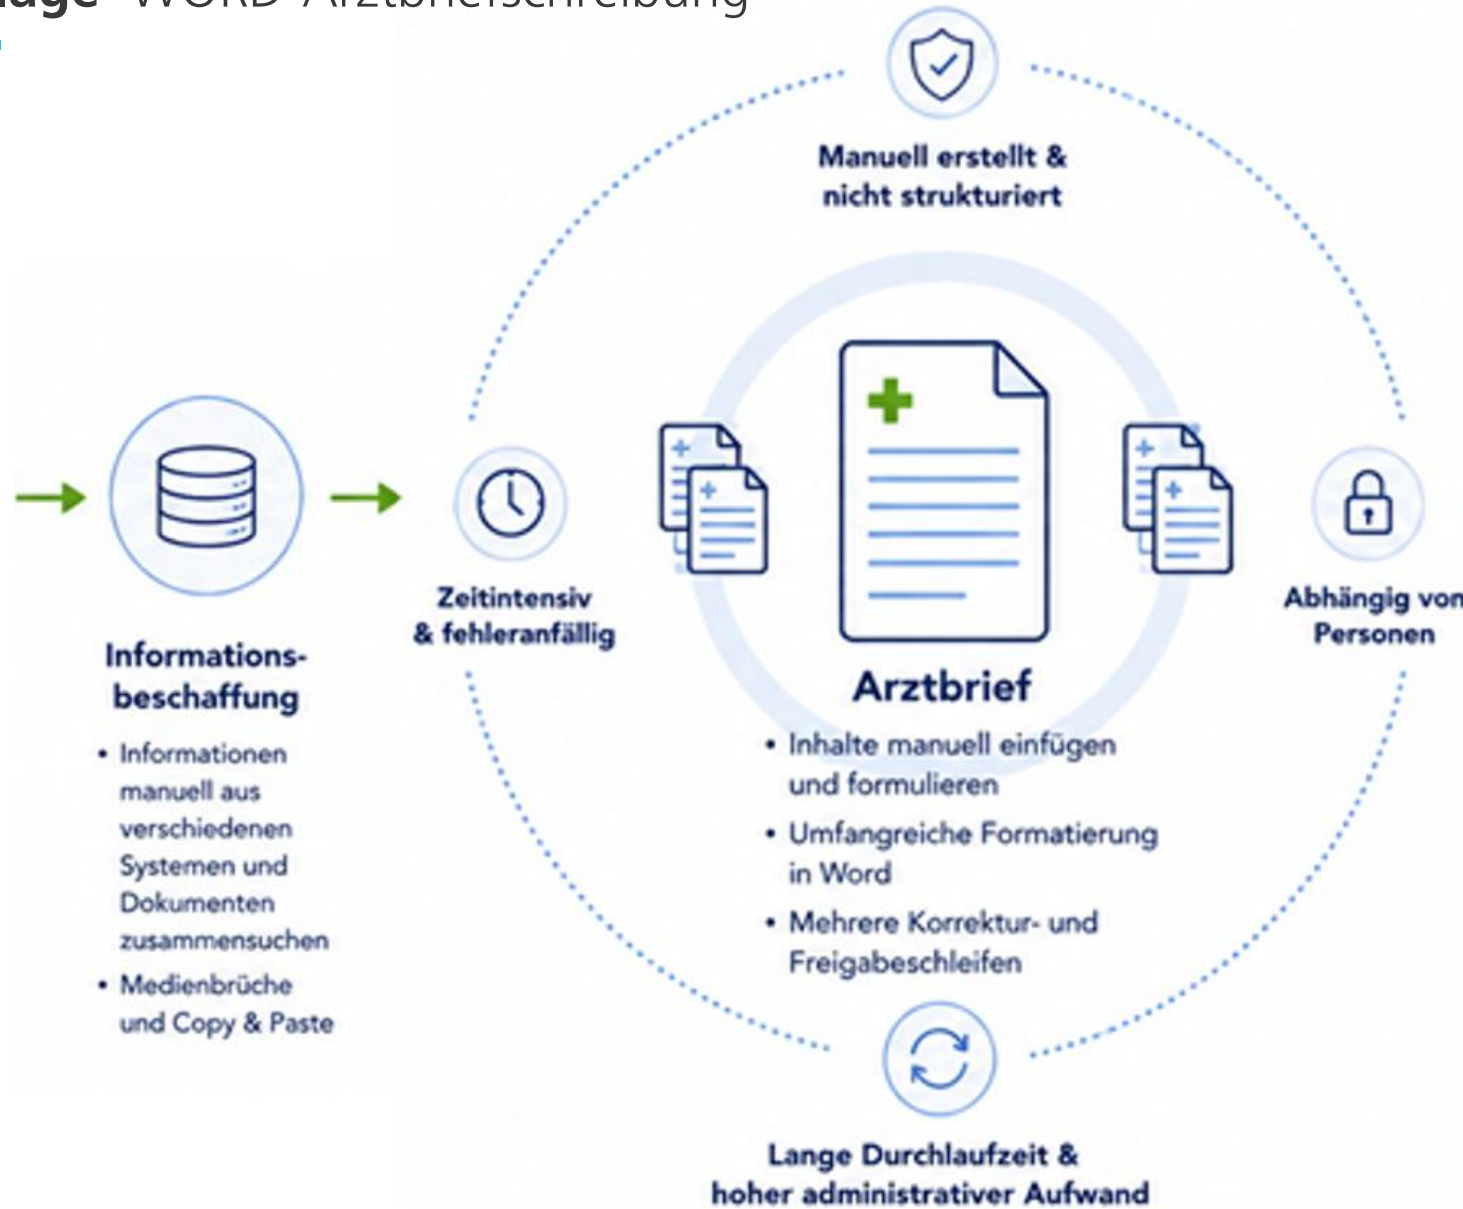 WORD-Arztbriefschreibung
Manuell erstellt &
nicht strukturiert
Zeitintensiv
& fehleranfällig
Abhängig von
Personen
Informations-
beschaffung
• Informationen
manuell aus
verschiedenen
Systemen und
Dokumenten
zusammensuchen
• Medienbrüche
und Copy & Paste
Arztbrief
• Inhalte manuell einfügen
und formulieren
• Umfangreiche Formatierung
in Word
• Mehrere Korrektur- und
Freigabeschleifen
Lange Durchlaufzeit &
hoher administrativer Aufwand